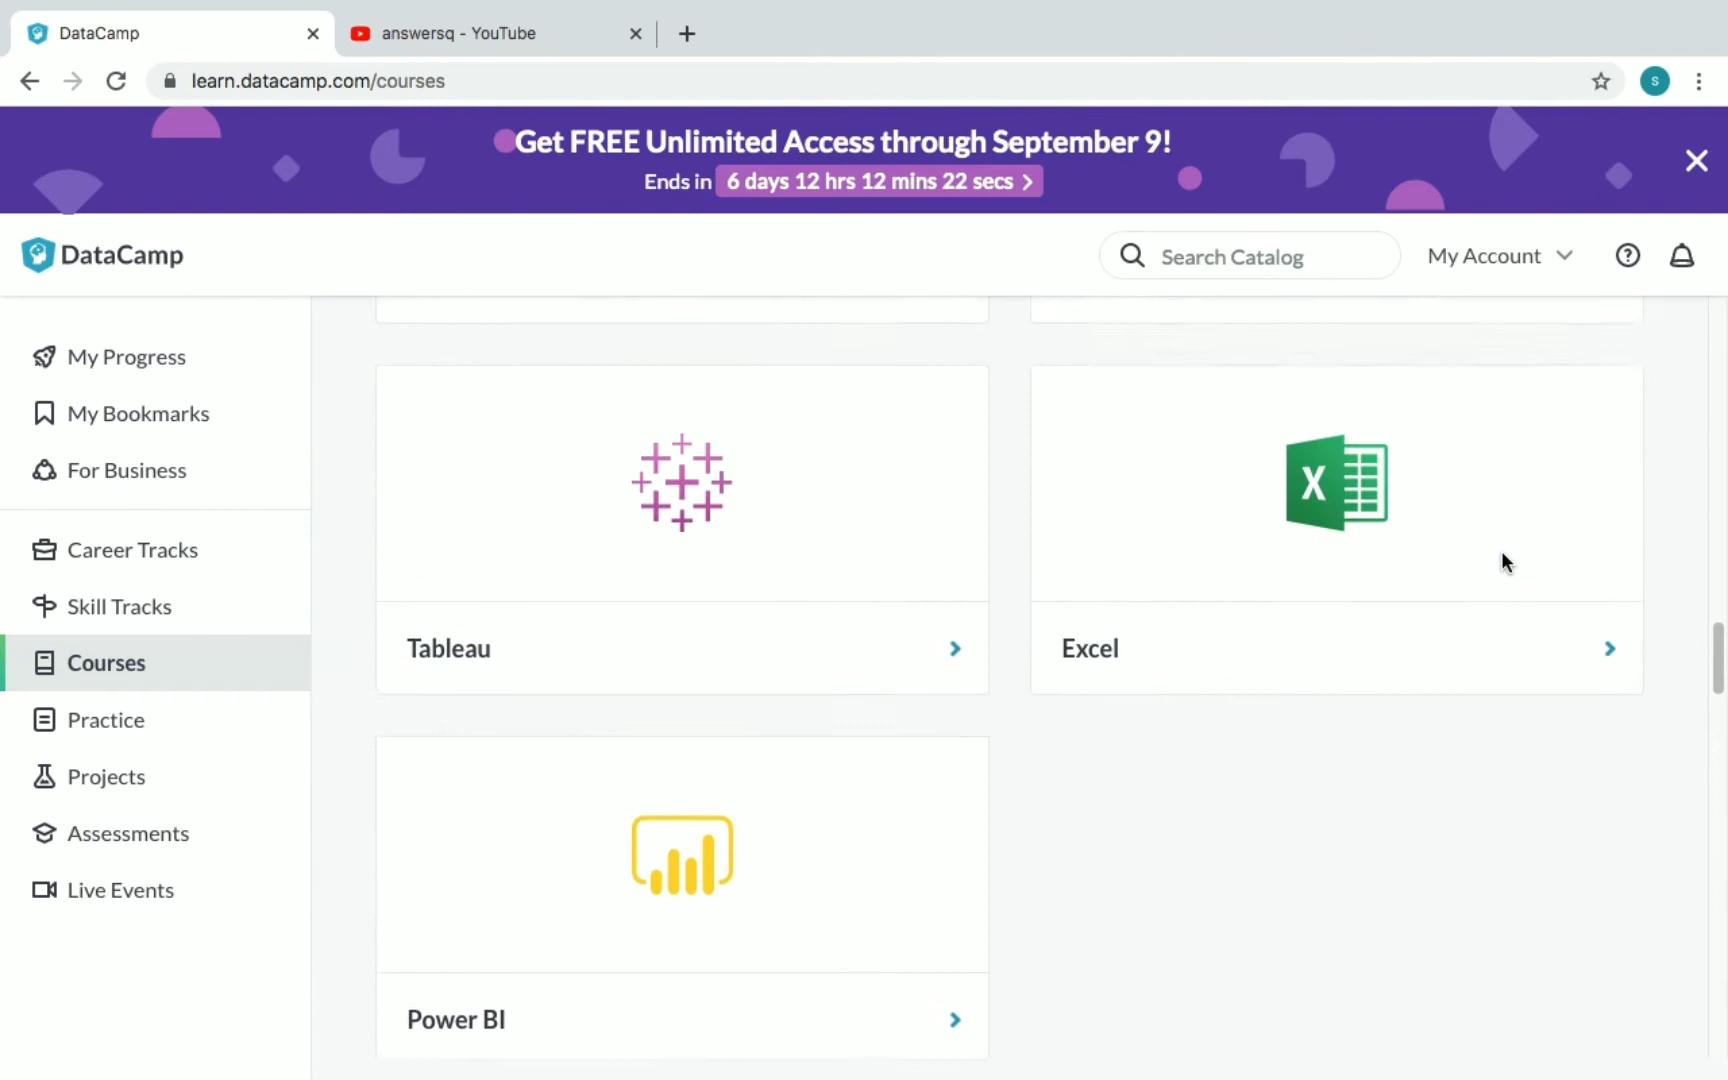 DataCamp
answersq - YouTube
learn.datacamp.com/courses
S
Get FREE Unlimited Access through September 9!
Ends in 6 days 12 hrs 12 mins 22 secs
DataCamp
Search Catalog
My Account
My Progress
My Bookmarks
For Business
Career Tracks
Skill Tracks
Courses
Practice
Projects
Assessments
Live Events
X
Tableau
Excel
Power BI